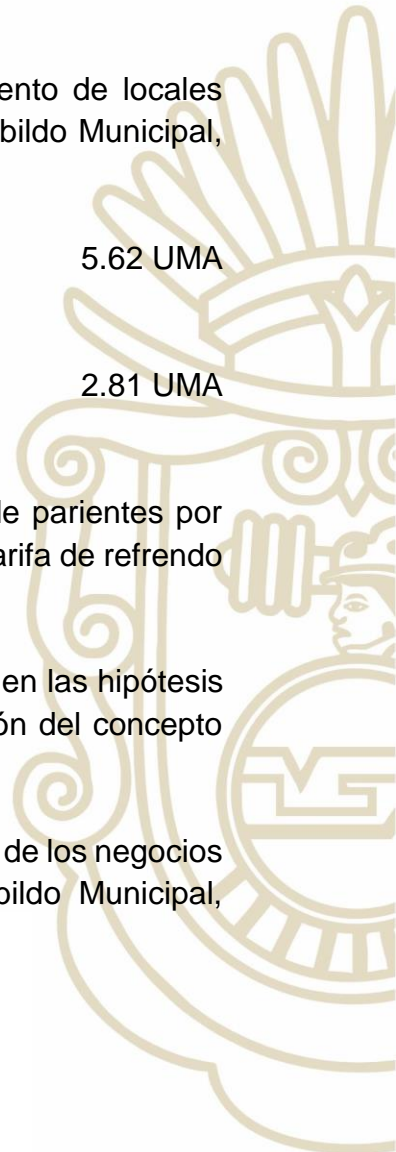 ento de locales
bildo Municipal,
5.62 UMA
2.81 UMA
de parientes por
arifa de refrendo
en las hipótesis
ón del concepto
de los negocios
bildo Municipal,